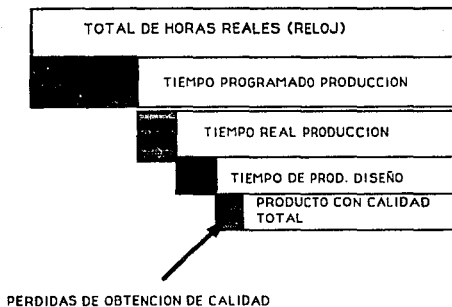 TOTAL DE HORAS REALES (RELOJ)
TIEMPO PROGRAMADO PRODUCCION
TIEMPO REAL PRODUCCION
TIEMPO DE PROD. DISEÑO
PRODUCTO CON CALIDAD
TOTAL
PERDIDAS DE OBTENCION DE CALIDAD